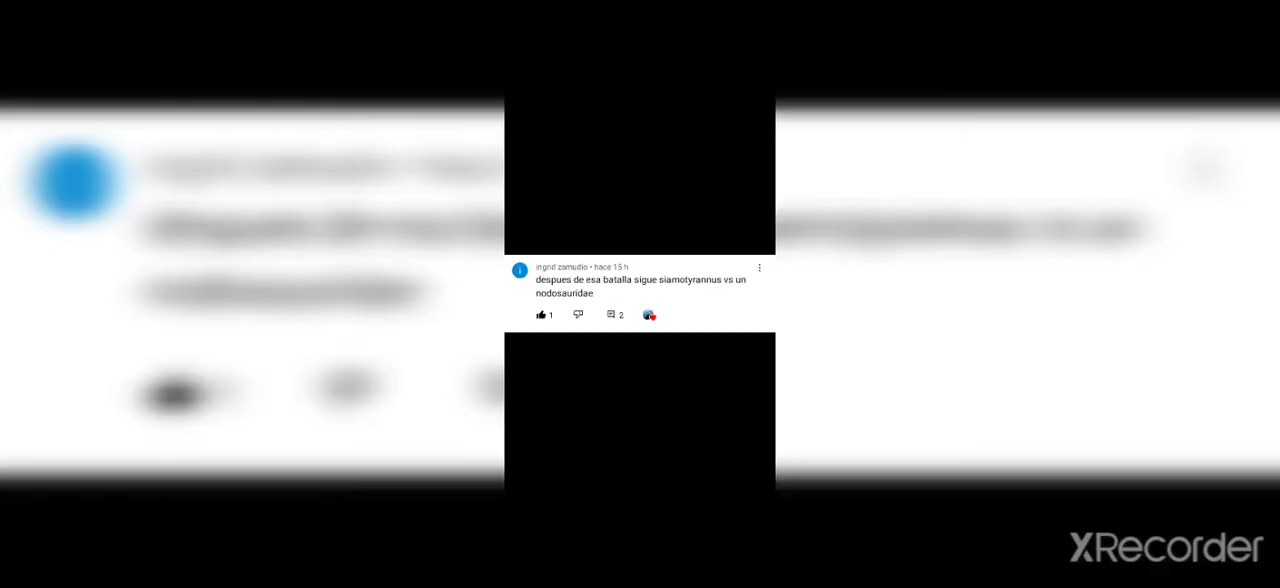 ingrid zamudio • hace 15 h
despues de esa batalla sigue siamotyrannus vs un
nodosauridae
1 2
XRecorder